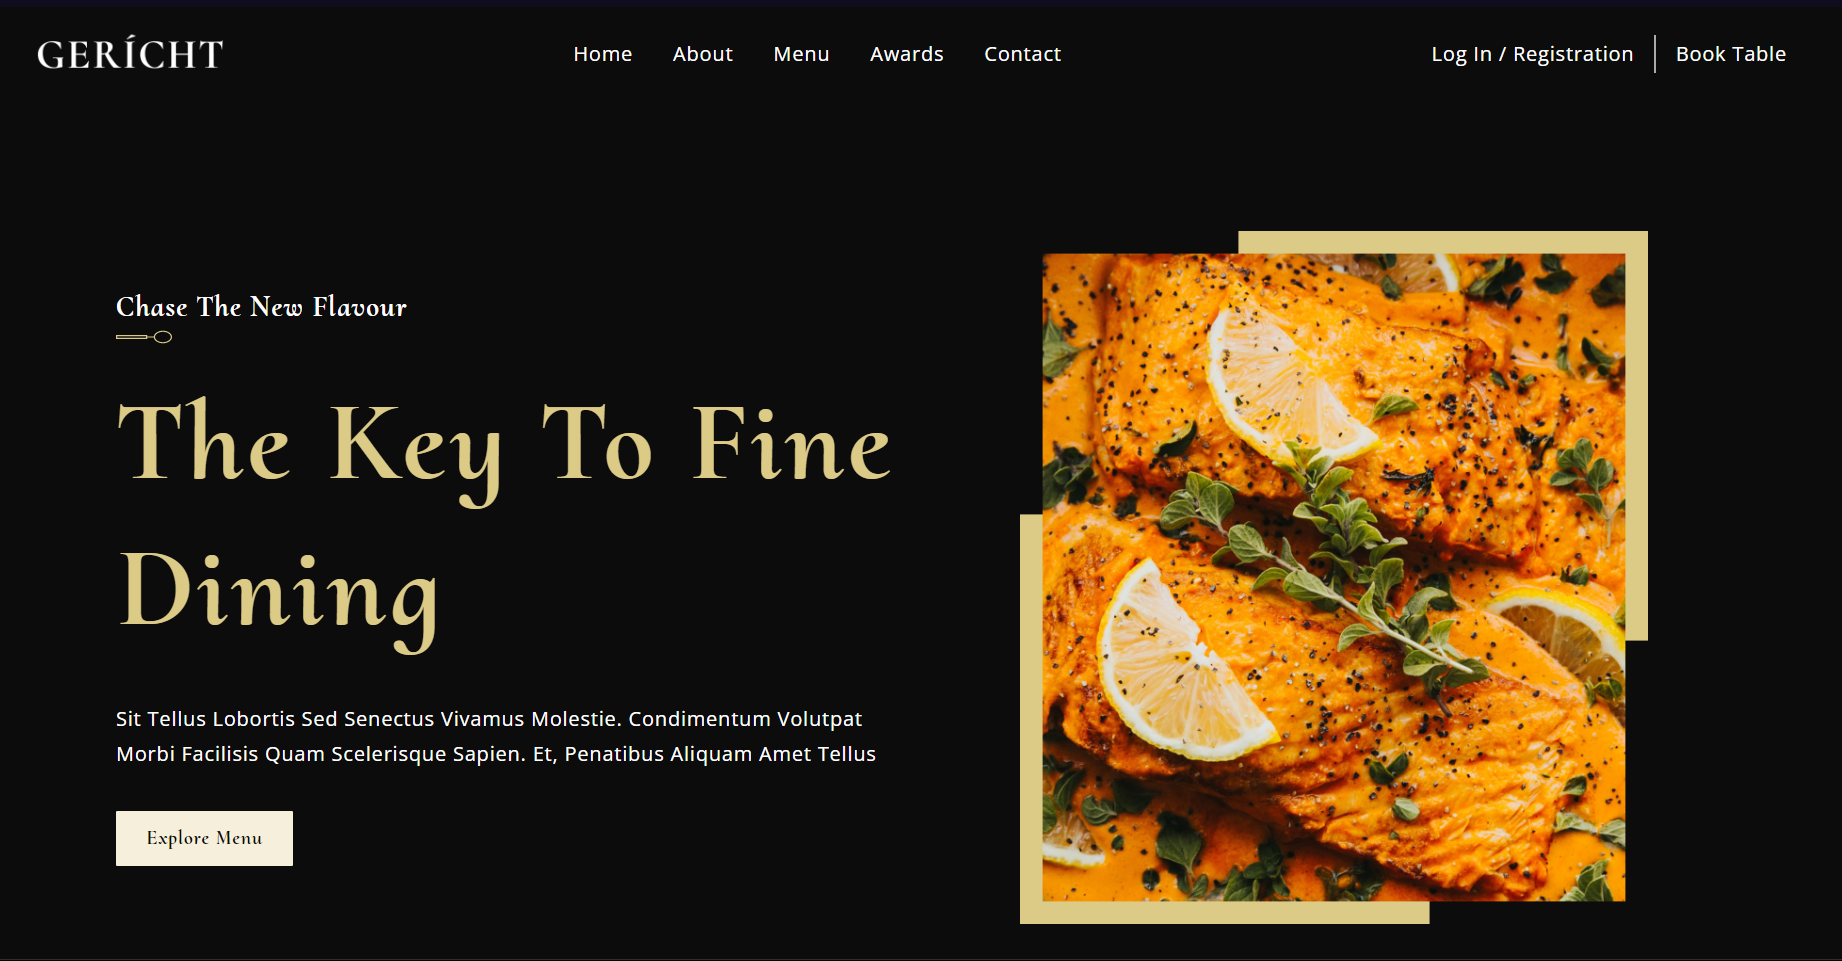 GERÍCHT
Home About Menu Awards Contact
Log In / Registration Book Table
Chase The New Flavour
The Key To Fine
Dining
Sit Tellus Lobortis Sed Senectus Vivamus Molestie. Condimentum Volutpat
Morbi Facilisis Quam Scelerisque Sapien. Et, Penatibus Aliquam Amet Tellus
Explore Menu